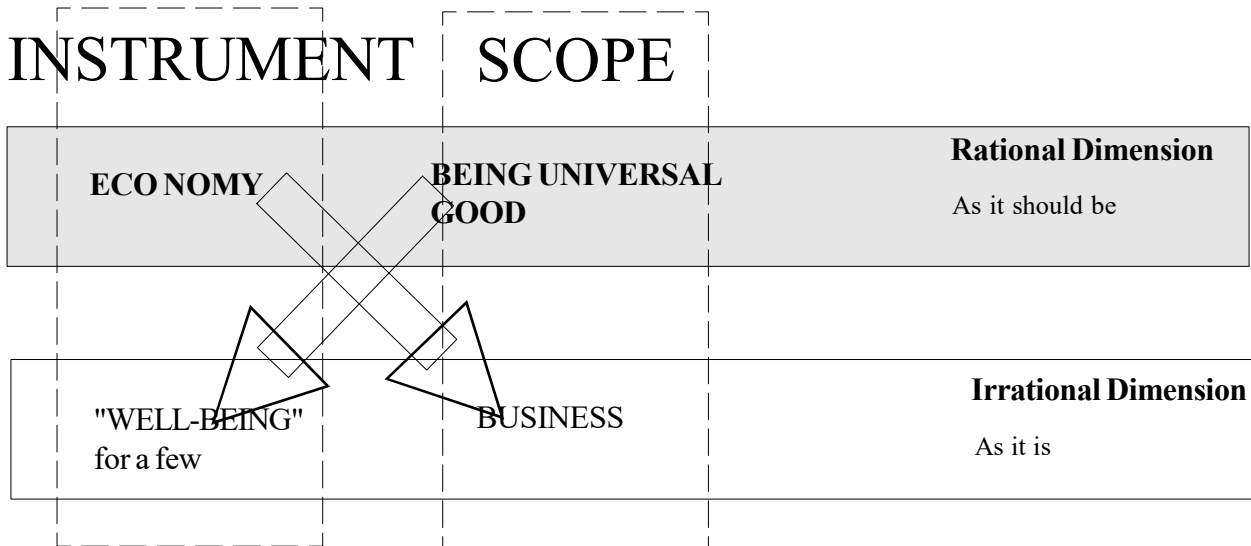 INSTRUMENT SCOPE
Rational Dimension
ECO NOMY
BEING UNIVERSAL
GOOD
As it should be
Irrational Dimension
"WELL-BEING"
for a few
BUSINESS
As it is